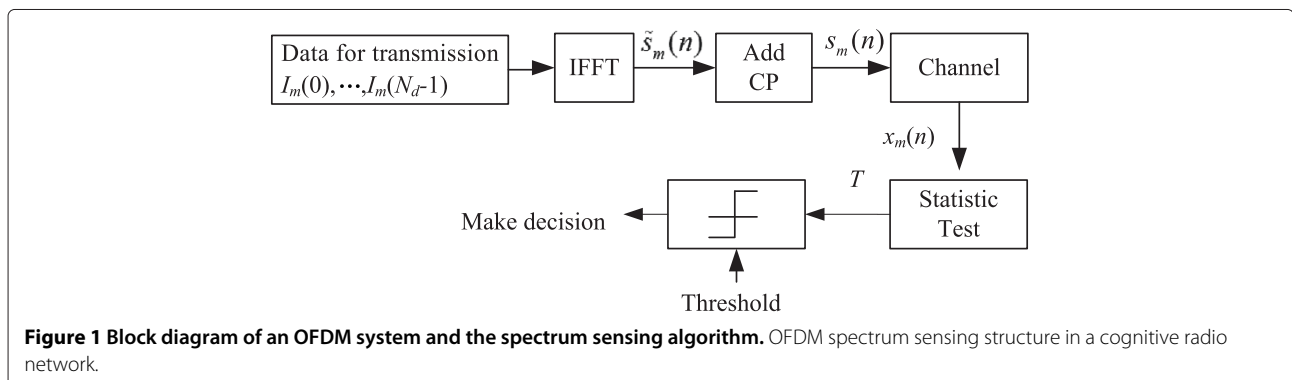 Data for transmission
I_m(0),⋯,I_m(N_d-1)
IFFT
s̃_m(n)
Add
CP
s_m(n)
Channel
x_m(n)
Statistic
Test
T
Make decision
Threshold
Figure 1 Block diagram of an OFDM system and the spectrum sensing algorithm. OFDM spectrum sensing structure in a cognitive radio
network.